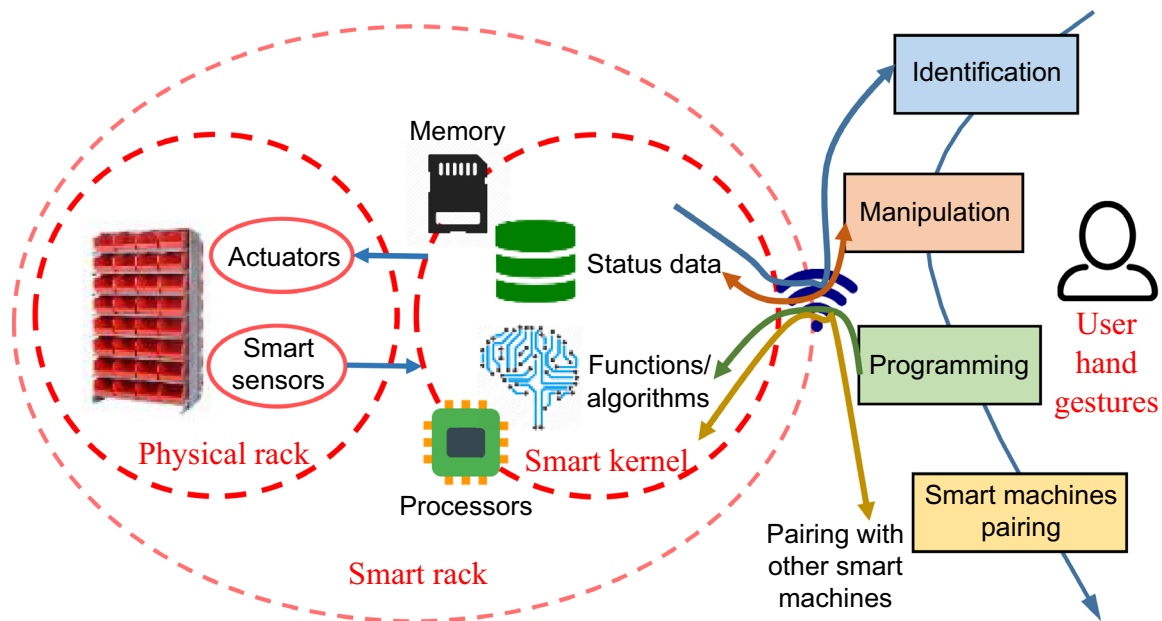 Identification
Memory
Manipulation
Actuators
Status data
User
hand
gestures
Smart
sensors
Functions/
algorithms
Programming
Physical rack
Smart kernel
Processors
Smart machines
pairing
Pairing with
other smart
machines
Smart rack